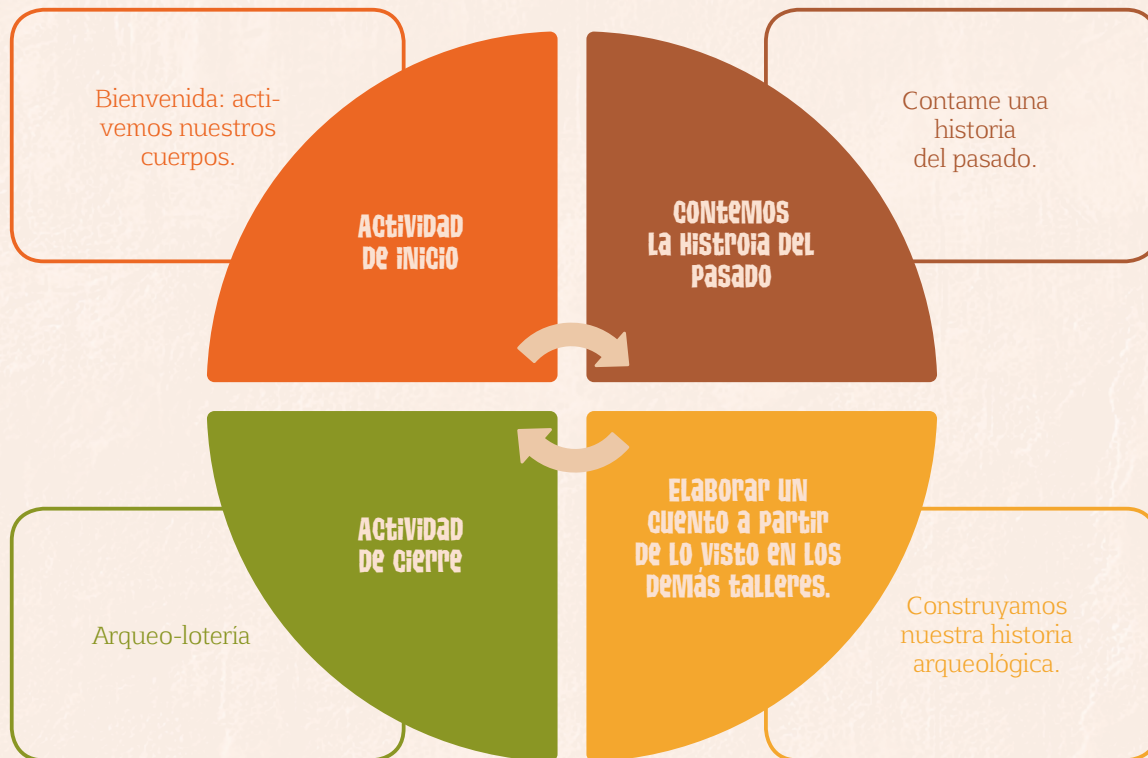 Bienvenida: acti-
vemos nuestros
cuerpos.
ACTIVIDAD
DE INICIO
CONTEMOS
LA HISTROIA DEL
PASADO
Contame una
historia
del pasado.
Arqueo-lotería
ACTIVIDAD
DE CIERRE
ELABORAR UN
CUENTO A PARTIR
DE LO VISTO EN LOS
DEMÁS TALLERES.
Construyamos
nuestra historia
arqueológica.